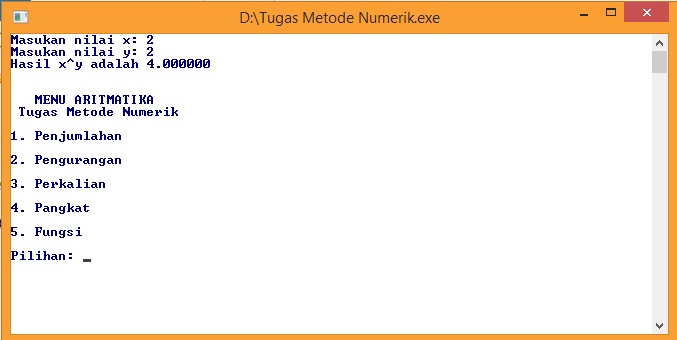 D:\Tugas Metode Numerik.exe
Masukan nilai x: 2
Masukan nilai y: 2
Hasil x^y adalah 4.000000
MENU ARITMATIKA
Tugas Metode Numerik
1. Penjumlahan
2. Pengurangan
3. Perkalian
4. Pangkat
5. Fungsi
Pilihan: _